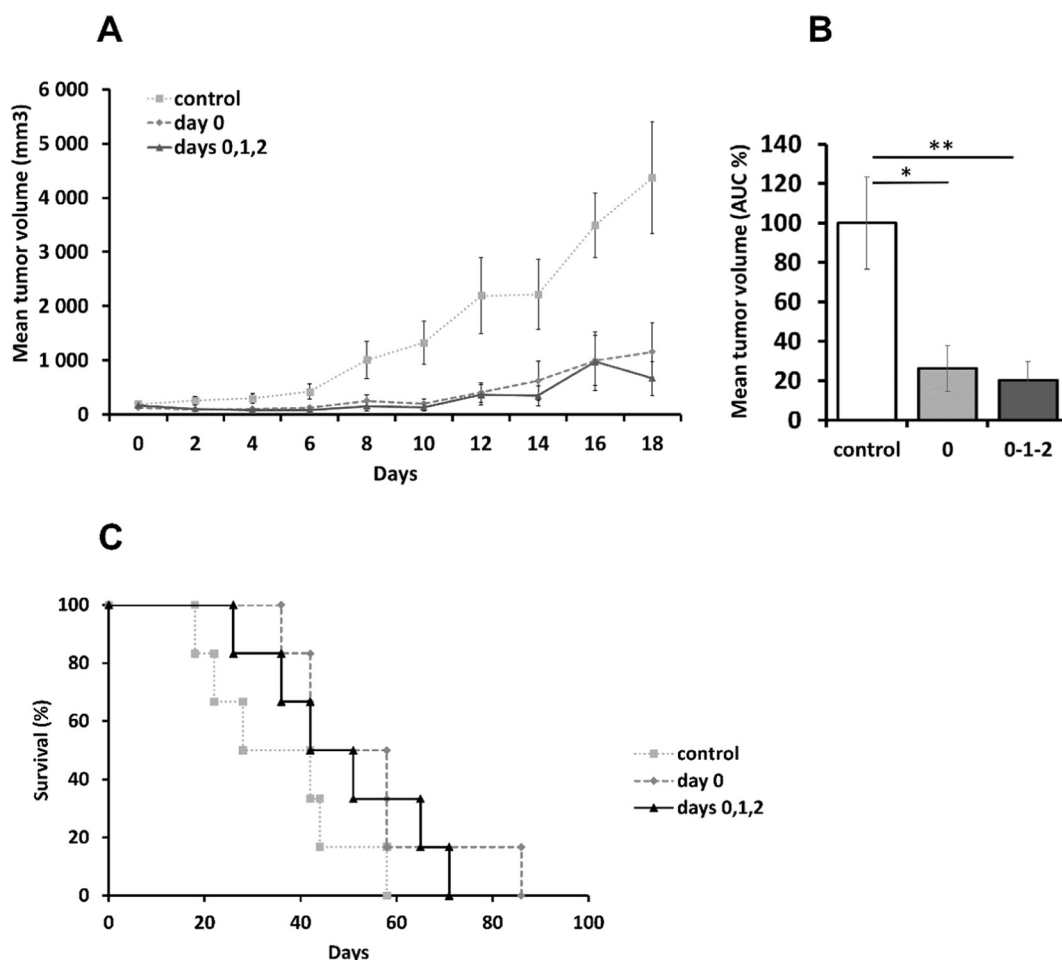 A
Mean tumor volume (mm3)
6 000
5 000
4 000
3 000
2 000
1 000
0
control
day 0
days 0,1,2
0 2 4 6 8 10 12 14 16 18
Days
B
Mean tumor volume (AUC %)
140
120
100
80
60
40
20
0
**
*
control 0 0-1-2
C
Survival (%)
100
80
60
40
20
0
0 20 40 60 80 100
Days
control
day 0
days 0,1,2